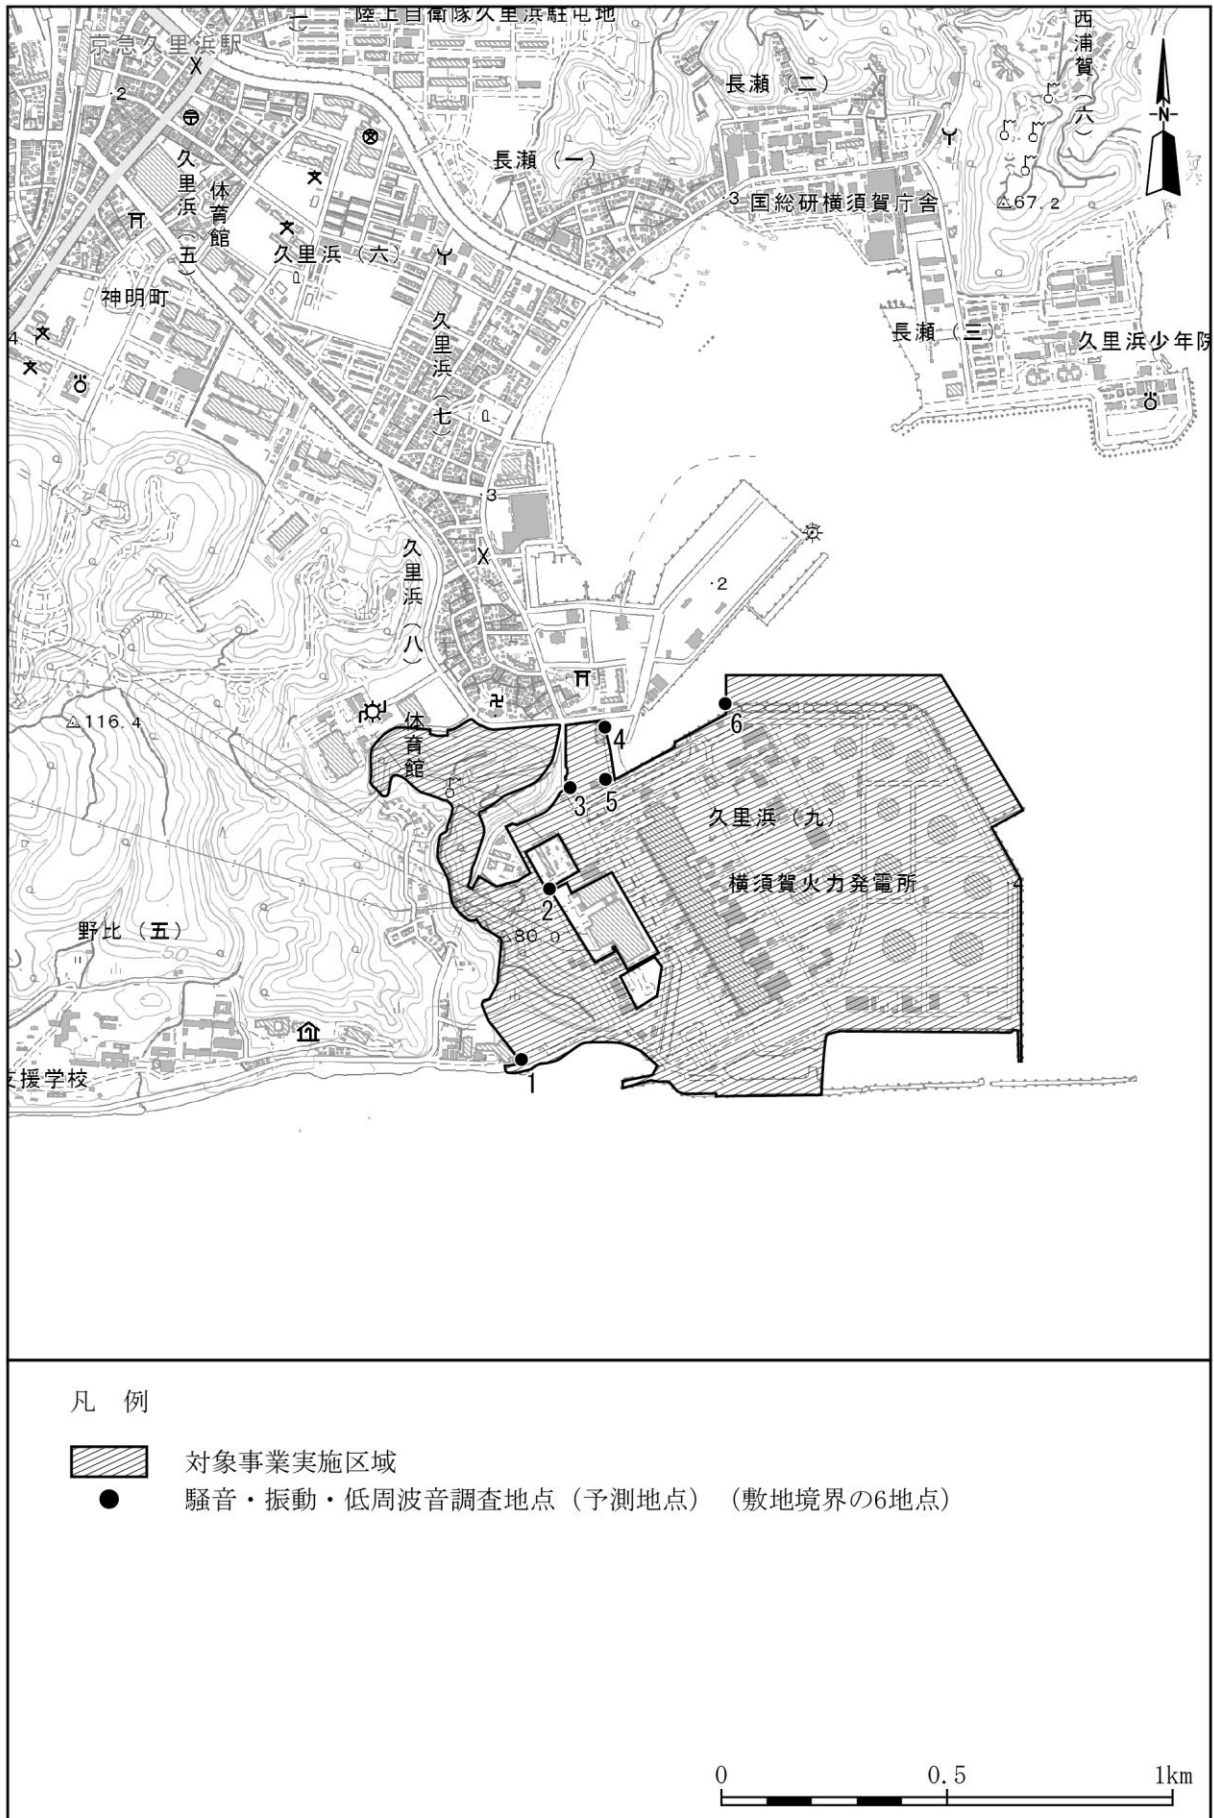 陸上自衛隊久里浜駐屯地
京急久里浜駅
西浦賀（六）
長瀬（二）
・2
N
長瀬（一）
久里浜（五）
体育館
3
国総研横須賀庁舎
67.2
久里浜（六）
神明町
久里浜（七）
長瀬（三）
久里浜少年院
4
50
・3
久里浜（八）
・2
116.4
体育館
6
4
3
5
久里浜（九）
横須賀火力発電所
・4
2
野比（五）
80.0
50
支援学校
1
凡 例
対象事業実施区域
騒音・振動・低周波音調査地点（予測地点）（敷地境界の6地点）
0 0.5 1km